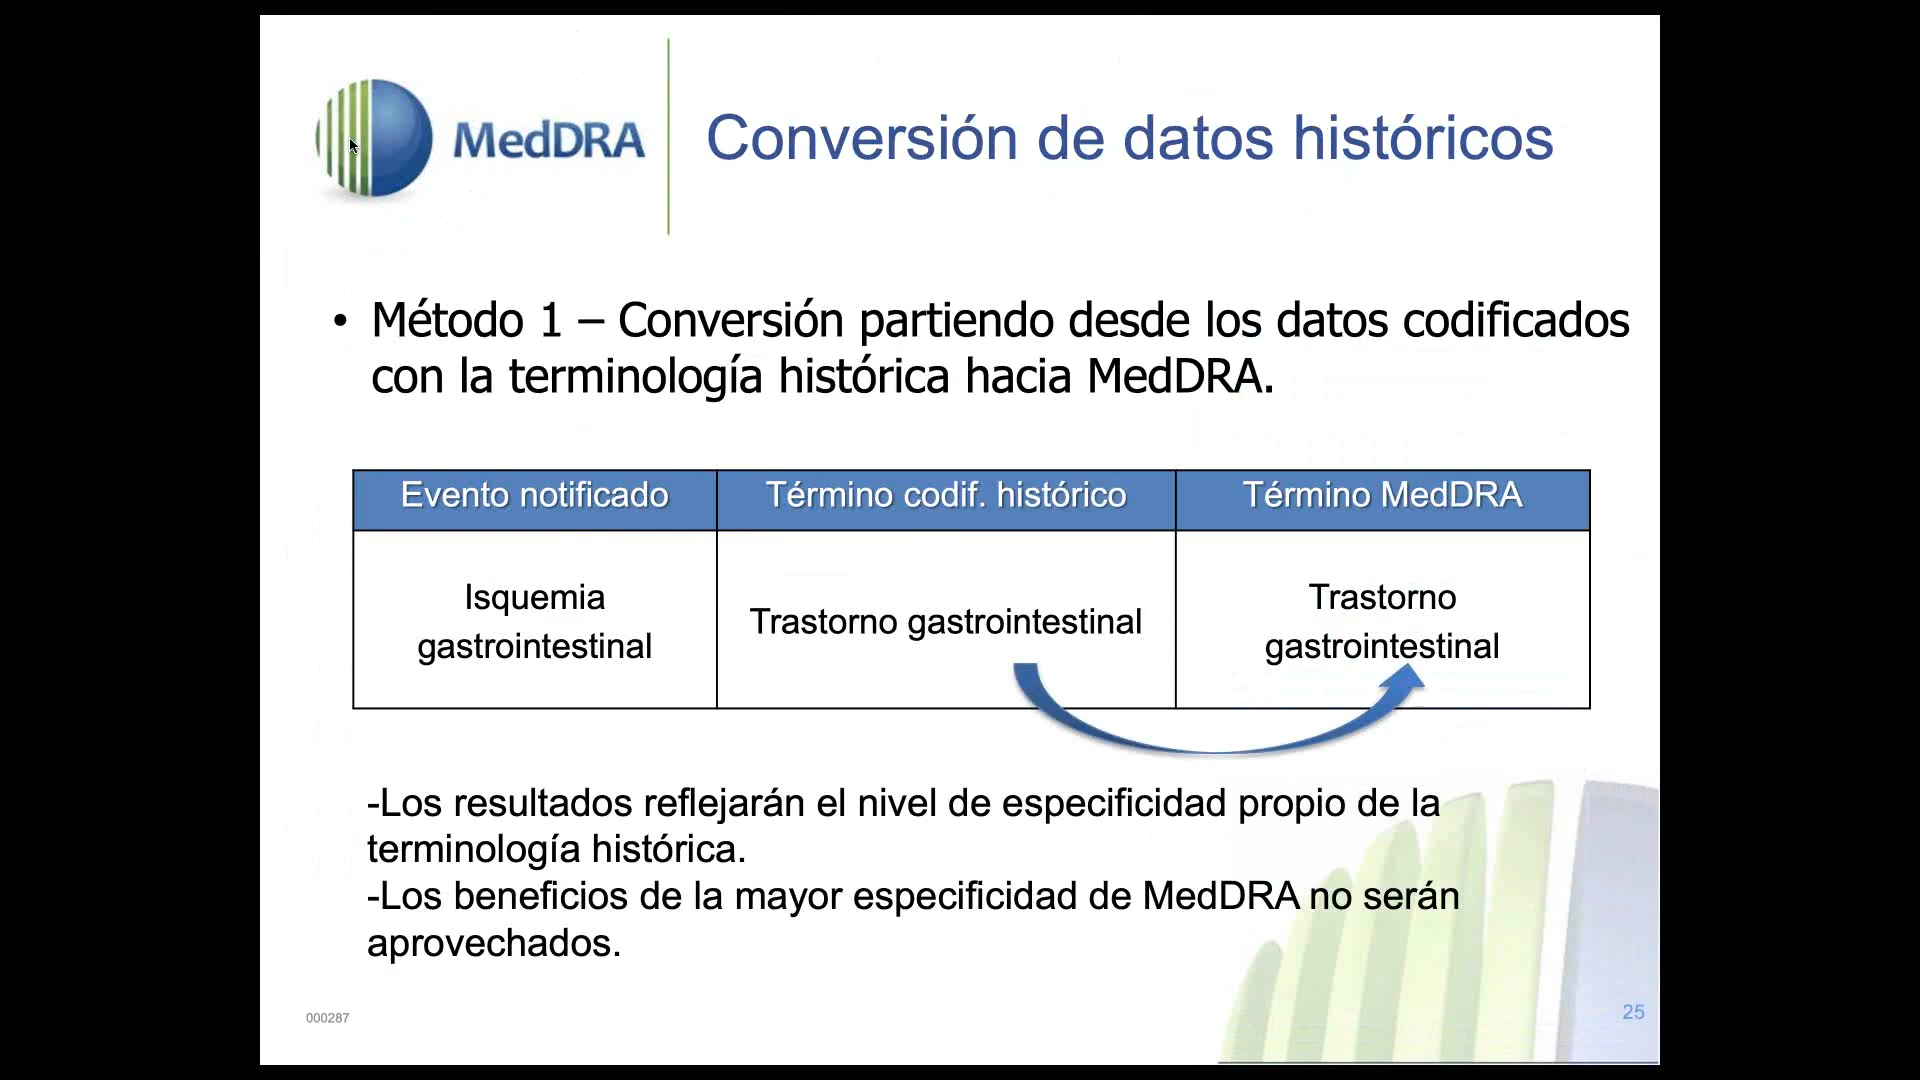 MedDRA
Conversión de datos históricos
• Método 1 – Conversión partiendo desde los datos codificados
con la terminología histórica hacia MedDRA.
Evento notificado
Término codif. histórico
Término MedDRA
Isquemia
gastrointestinal
Trastorno gastrointestinal
Trastorno
gastrointestinal
-Los resultados reflejarán el nivel de especificidad propio de la
terminología histórica.
-Los beneficios de la mayor especificidad de MedDRA no serán
aprovechados.
000287
25